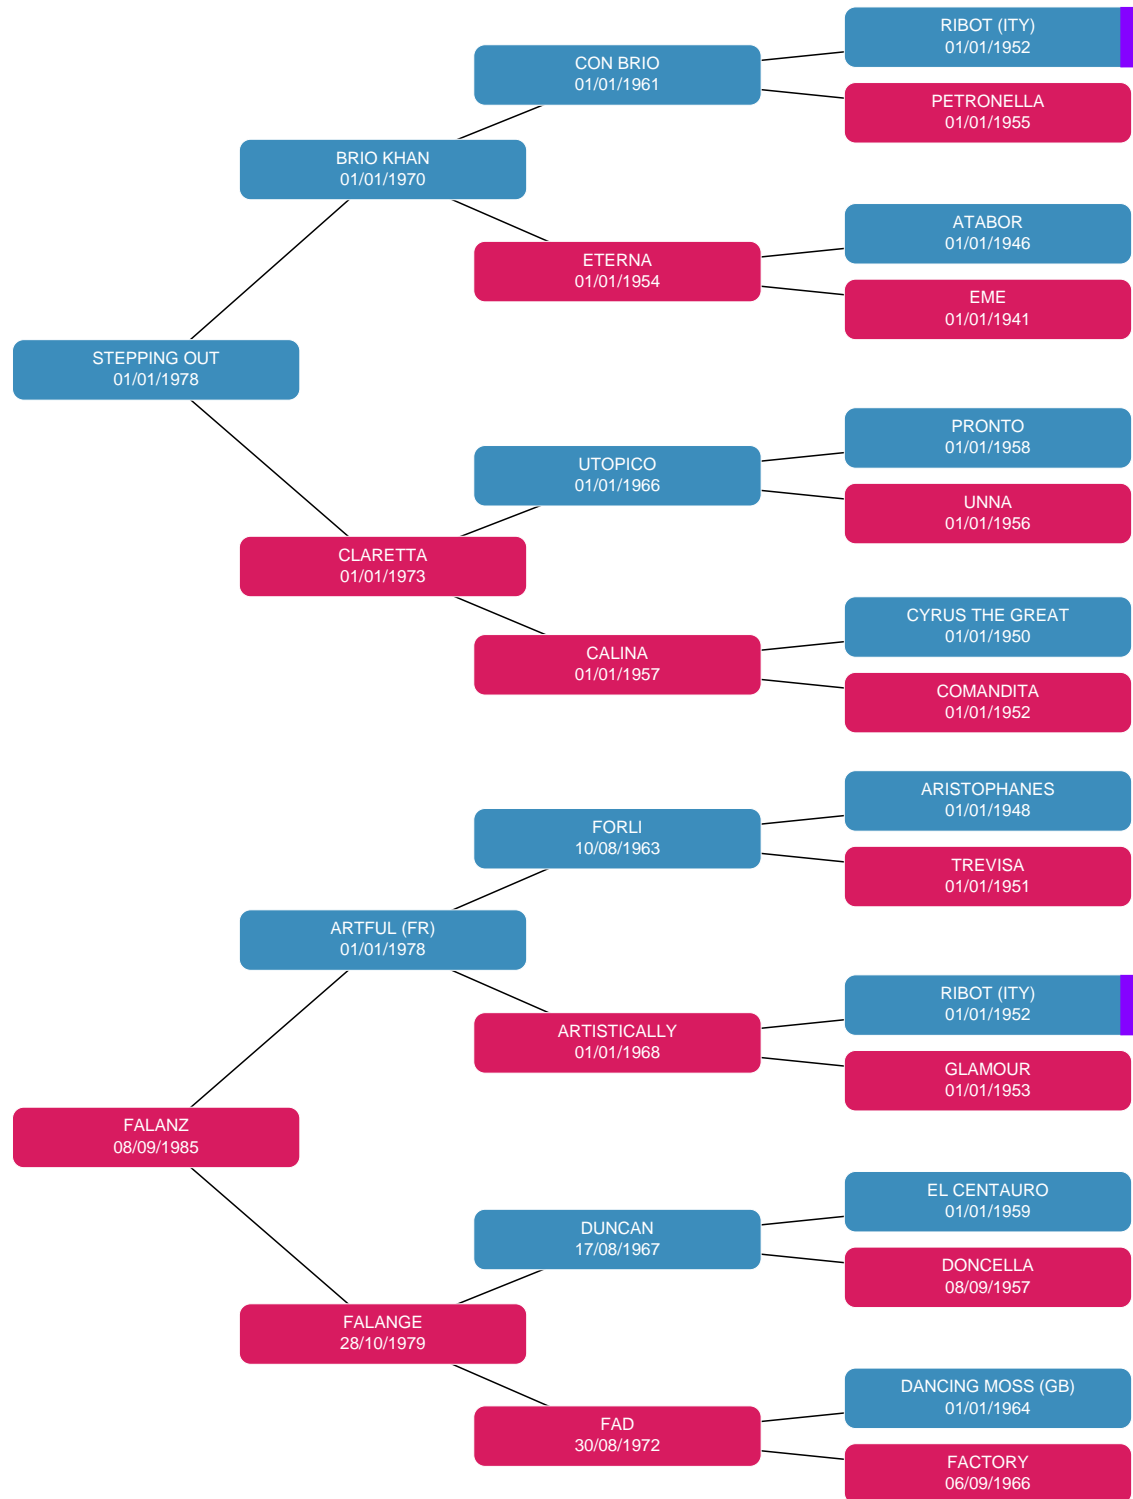 RIBOT (ITY)
01/01/1952
CON BRIO
01/01/1961
PETRONELLA
01/01/1955
BRIO KHAN
01/01/1970
ATABOR
01/01/1946
ETERNA
01/01/1954
EME
01/01/1941
STEPPING OUT
01/01/1978
PRONTO
01/01/1958
UTOPICO
01/01/1966
UNNA
01/01/1956
CLARETTA
01/01/1973
CYRUS THE GREAT
01/01/1950
CALINA
01/01/1957
COMANDITA
01/01/1952
ARISTOPHANES
01/01/1948
FORLI
10/08/1963
TREVISA
01/01/1951
ARTFUL (FR)
01/01/1978
RIBOT (ITY)
01/01/1952
ARTISTICALLY
01/01/1968
GLAMOUR
01/01/1953
FALANZ
08/09/1985
EL CENTAURO
01/01/1959
DUNCAN
17/08/1967
DONCELLA
08/09/1957
FALANGE
28/10/1979
DANCING MOSS (GB)
01/01/1964
FAD
30/08/1972
FACTORY
06/09/1966